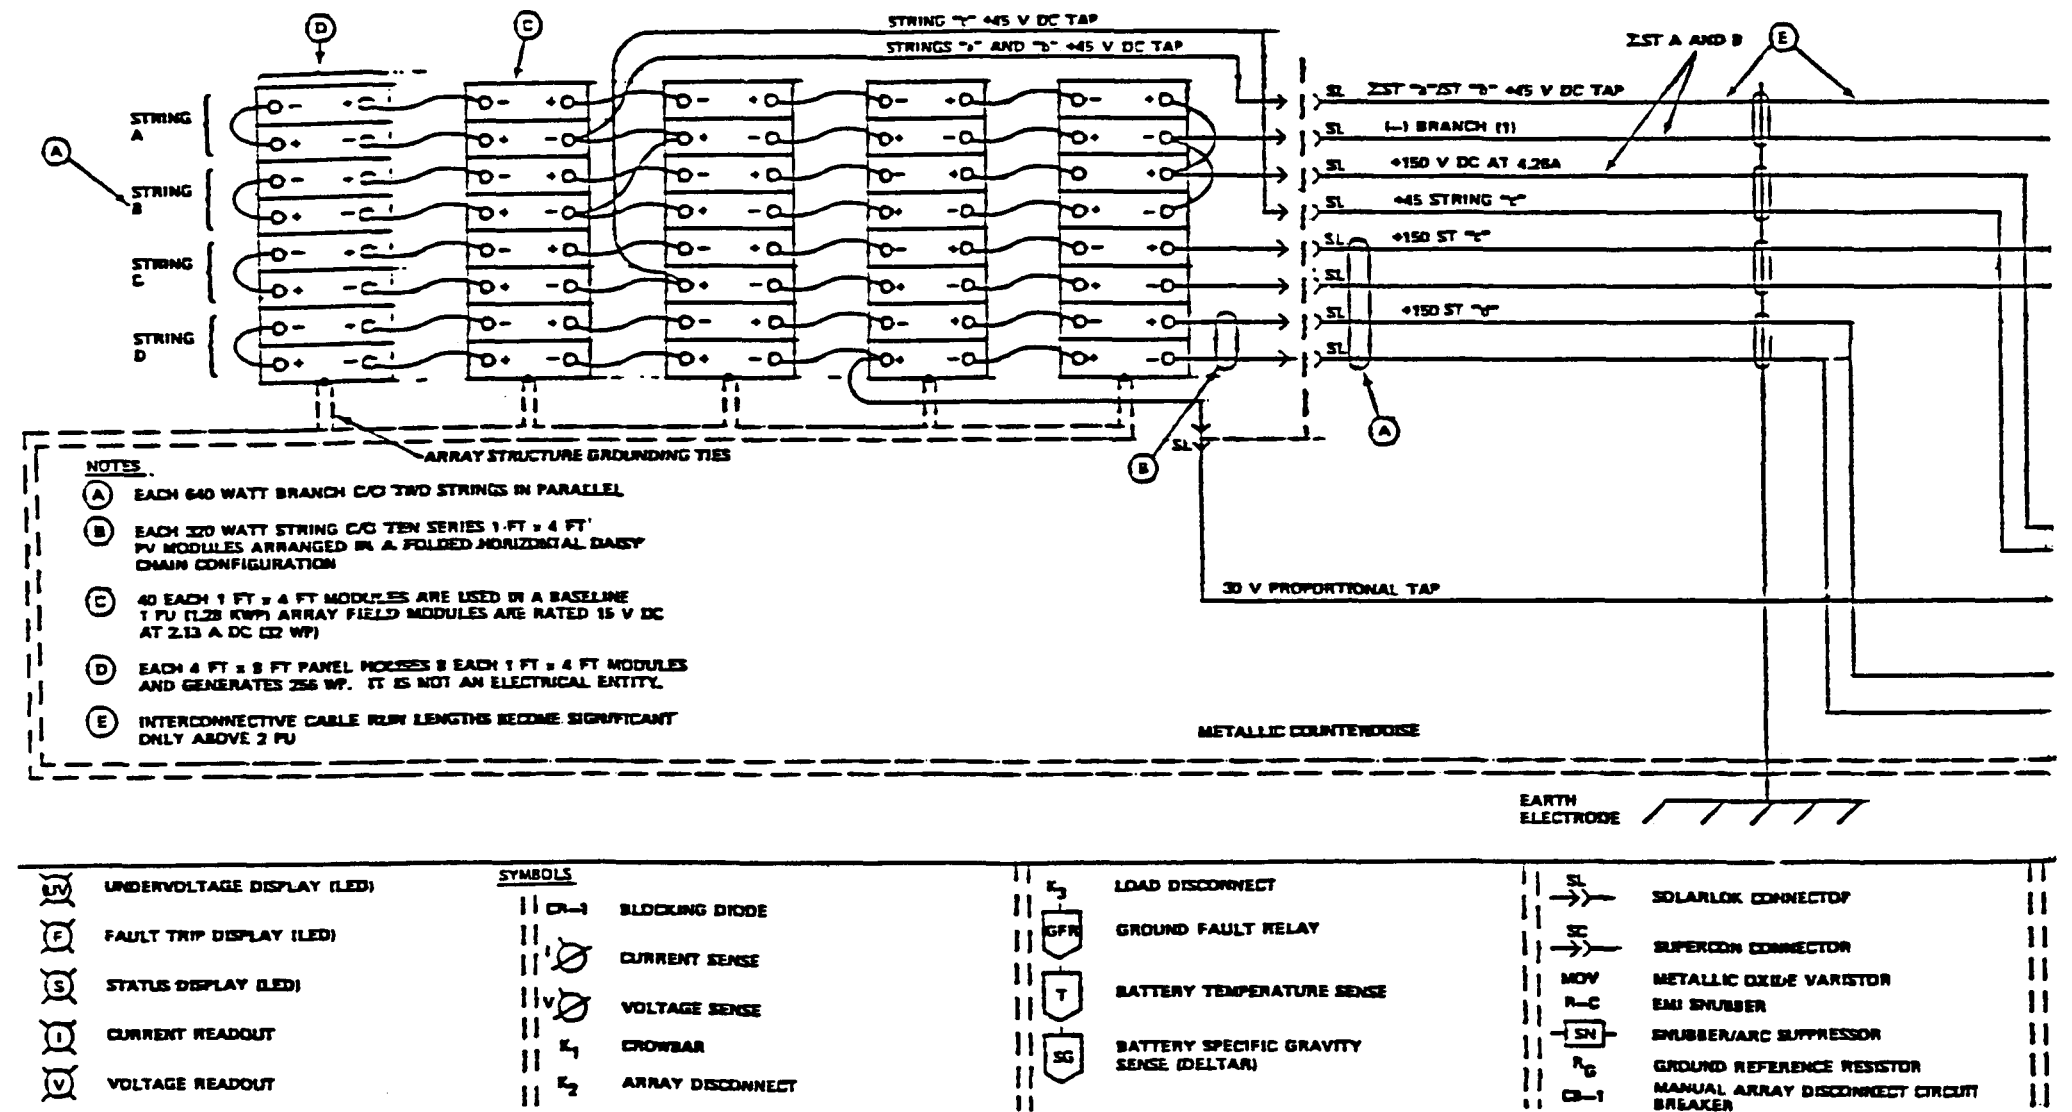 D
C
STRING "c" +45 V DC TAP
STRINGS "a" AND "b" +45 V DC TAP
ΣST A AND B
E
STRING
A
A
STRING
B
STRING
C
STRING
D
SL ΣST "a"/ST "b" +45 V DC TAP
SL (-) BRANCH (1)
SL +150 V DC AT 4.26A
SL +45 STRING "c"
SL +150 ST "c"
SL
SL +150 ST "d"
SL
A
B
SL
ARRAY STRUCTURE GROUNDING TIES
30 V PROPORTIONAL TAP
NOTES
A EACH 640 WATT BRANCH C/O TWO STRINGS IN PARALLEL
B EACH 320 WATT STRING C/O TEN SERIES 1-FT x 4 FT
PV MODULES ARRANGED IN A FOLDED HORIZONTAL DAISY
CHAIN CONFIGURATION
C 40 EACH 1 FT x 4 FT MODULES ARE USED IN A BASELINE
1 PU (1.28 KWP) ARRAY FIELD MODULES ARE RATED 15 V DC
AT 2.13 A DC (32 WP)
D EACH 4 FT x 8 FT PANEL HOUSES 8 EACH 1 FT x 4 FT MODULES
AND GENERATES 256 WP. IT IS NOT AN ELECTRICAL ENTITY.
E INTERCONNECTIVE CABLE RUN LENGTHS BECOME SIGNIFICANT
ONLY ABOVE 2 PU
METALLIC COUNTERPOISE
EARTH
ELECTRODE
SYMBOLS
UV UNDERVOLTAGE DISPLAY (LED)
F FAULT TRIP DISPLAY (LED)
S STATUS DISPLAY (LED)
I CURRENT READOUT
V VOLTAGE READOUT
CR-1 BLOCKING DIODE
I CURRENT SENSE
V VOLTAGE SENSE
K1 CROWBAR
K2 ARRAY DISCONNECT
K3 LOAD DISCONNECT
GFR GROUND FAULT RELAY
T BATTERY TEMPERATURE SENSE
SG BATTERY SPECIFIC GRAVITY
SENSE (DELTAR)
SL SOLARLOK CONNECTOR
SC SUPERCON CONNECTOR
MOV METALLIC OXIDE VARISTOR
R-C EMI SNUBBER
SN SNUBBER/ARC SUPPRESSOR
RG GROUND REFERENCE RESISTOR
CB-1 MANUAL ARRAY DISCONNECT CIRCUIT
BREAKER